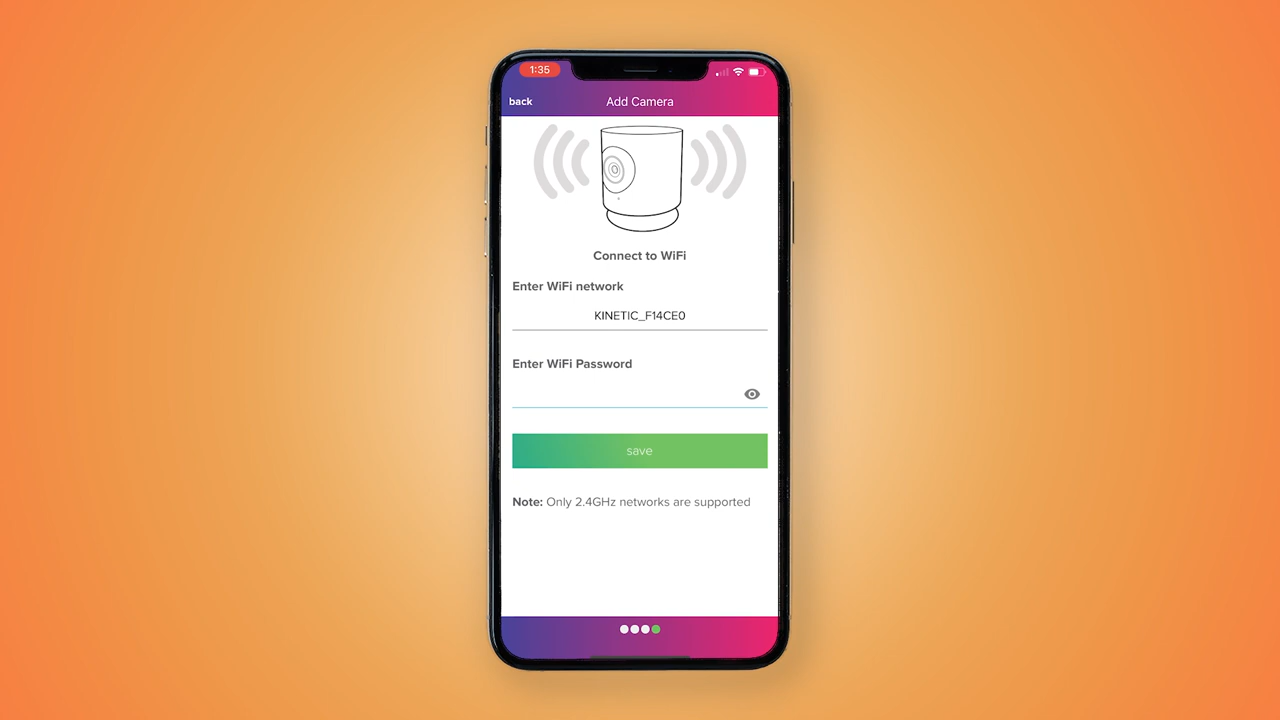 1:35
back
Add Camera
Connect to WiFi
Enter WiFi network
KINETIC_F14CE0
Enter WiFi Password
save
Note: Only 2.4GHz networks are supported